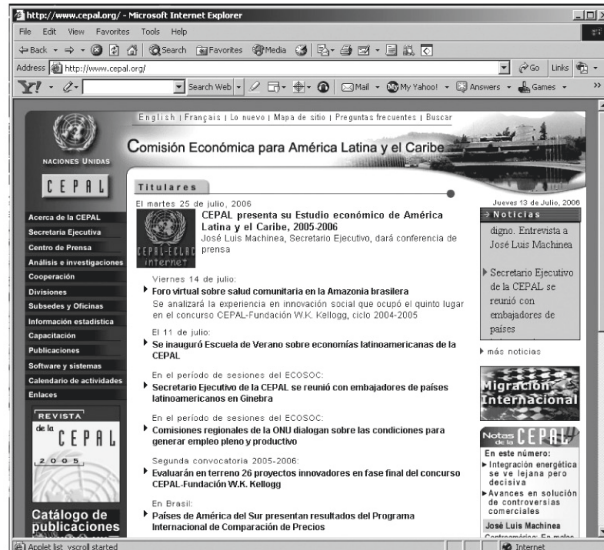 http://www.cepal.org/ - Microsoft Internet Explorer
File Edit View Favorites Tools Help
Back Search Favorites Media
Address http://www.cepal.org/ Go Links
Y! Search Web Mail My Yahoo! Answers Games »
English | Français | Lo nuevo | Mapa de sitio | Preguntas frecuentes | Buscar
NACIONES UNIDAS
Comisión Económica para América Latina y el Caribe
CEPAL
Acerca de la CEPAL
Secretaría Ejecutiva
Centro de Prensa
Análisis e investigaciones
Cooperación
Divisiones
Subsedes y Oficinas
Información estadística
Capacitación
Publicaciones
Software y sistemas
Calendario de actividades
Enlaces
REVISTA
de la
CEPAL
2005
Catálogo de
publicaciones
Titulares
El martes 25 de julio, 2006
CEPAL-ECLAC
internet
CEPAL presenta su Estudio económico de América
Latina y el Caribe, 2005-2006
José Luis Machinea, Secretario Ejecutivo, dará conferencia de
prensa
Viernes 14 de julio:
Foro virtual sobre salud comunitaria en la Amazonia brasilera
Se analizará la experiencia en innovación social que ocupó el quinto lugar
en el concurso CEPAL-Fundación W.K. Kellogg, ciclo 2004-2005
El 11 de julio:
Se inauguró Escuela de Verano sobre economías latinoamericanas de la
CEPAL
En el período de sesiones del ECOSOC:
Secretario Ejecutivo de la CEPAL se reunió con embajadores de países
latinoamericanos en Ginebra
En el período de sesiones del ECOSOC:
Comisiones regionales de la ONU dialogan sobre las condiciones para
generar empleo pleno y productivo
Segunda convocatoria 2005-2006:
Evaluarán en terreno 26 proyectos innovadores en fase final del concurso
CEPAL-Fundación W.K. Kellogg
En Brasil:
Países de América del Sur presentan resultados del Programa
Internacional de Comparación de Precios
Jueves 13 de Julio, 2006
Noticias
digno. Entrevista a
José Luis Machinea
Secretario Ejecutivo
de la CEPAL se
reunió con
embajadores de
países
más noticias
Migración
Internacional
Notas de la CEPAL
En este número:
Integración energética
se ve lejana pero
decisiva
Avances en solución
de controversias
comerciales
José Luis Machinea
Applet list_vscroll started Internet